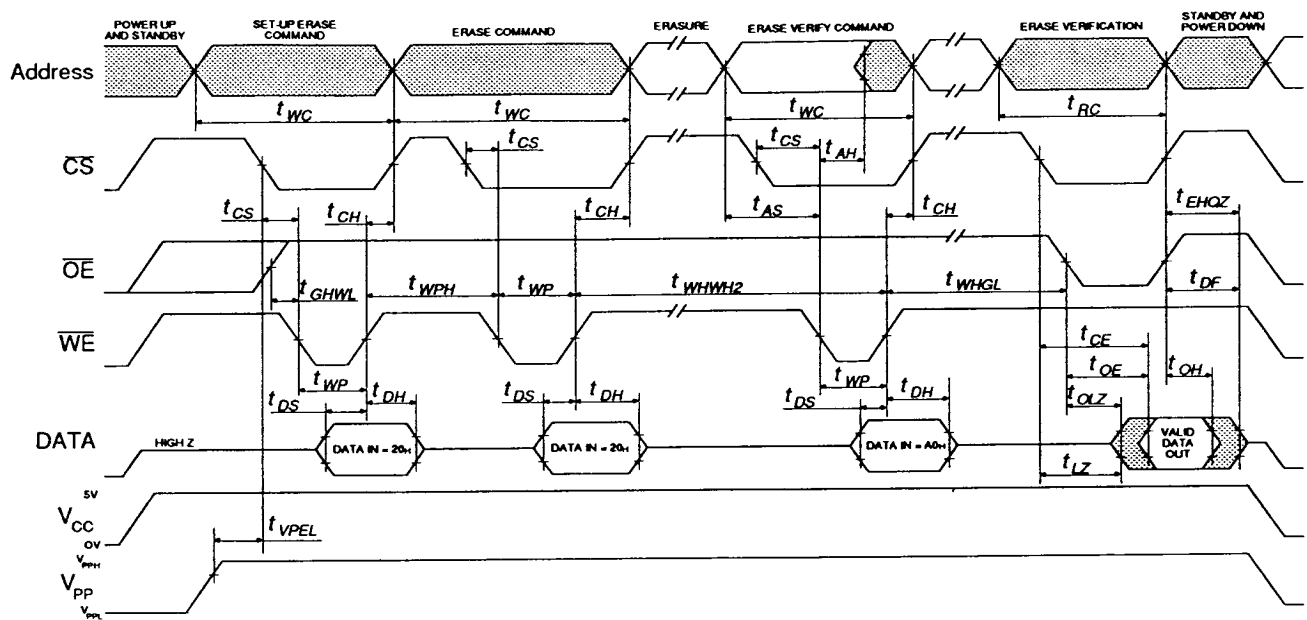 POWER UP
AND STANDBY
SET-UP ERASE
COMMAND
ERASE COMMAND
ERASURE
ERASE VERIFY COMMAND
ERASE VERIFICATION
STANDBY AND
POWER DOWN
Address
tWC
tWC
tWC
tRC
CS
tCS
tCS
tAH
tCS
tCH
tCH
tAS
tCH
tEHQZ
OE
tGHWL
tWPH
tWP
tWHWH2
tWHGL
tDF
WE
tCE
tWP
tWP
tOE
tOH
tDS
tDH
tDS
tDH
tDS
tDH
tOLZ
DATA
HIGH Z
DATA IN = 20H
DATA IN = 20H
DATA IN = A0H
VALID
DATA
OUT
tLZ
5V
VCC
0V
tVPEL
VPPH
VPP
VPPL